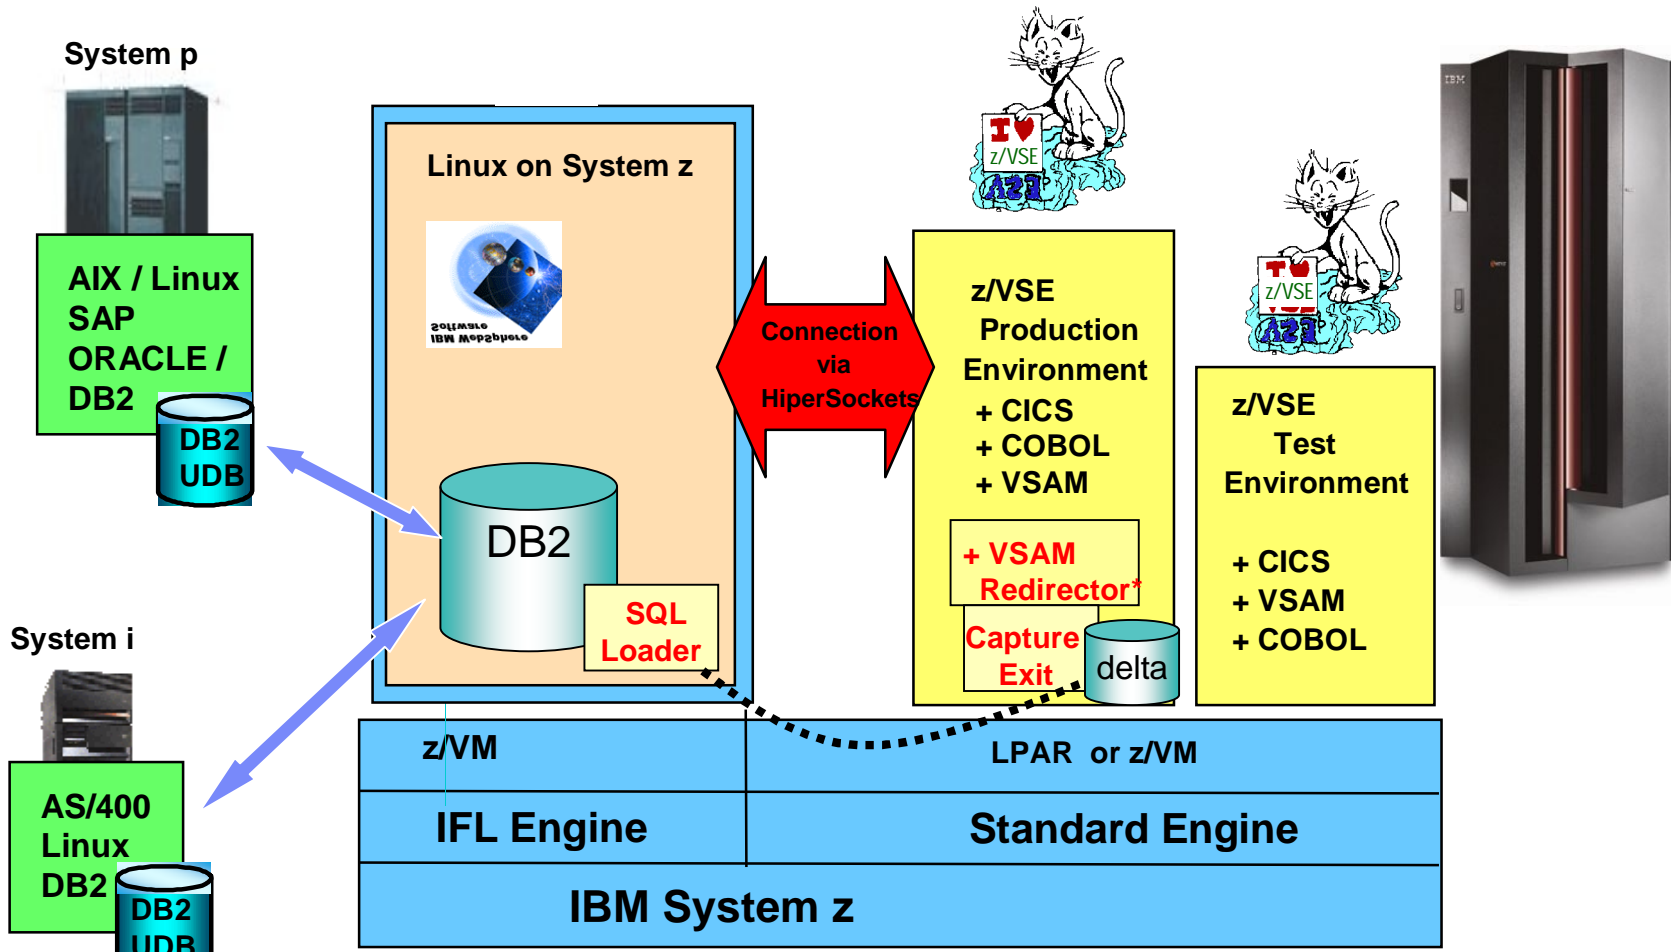 System p
AIX / Linux
SAP
ORACLE /
DB2
DB2
UDB
System i
AS/400
Linux
DB2
DB2
UDB
Linux on System z
Software
IBM WebSphere
DB2
SQL
Loader
Connection
via
HiperSockets
I ♥
z/VSE
z/VSE
Production
Environment
+ CICS
+ COBOL
+ VSAM
+ VSAM
Redirector*
Capture
Exit
delta
z/VSE
z/VSE
Test
Environment
+ CICS
+ VSAM
+ COBOL
IBM
z/VM
LPAR or z/VM
IFL Engine
Standard Engine
IBM System z